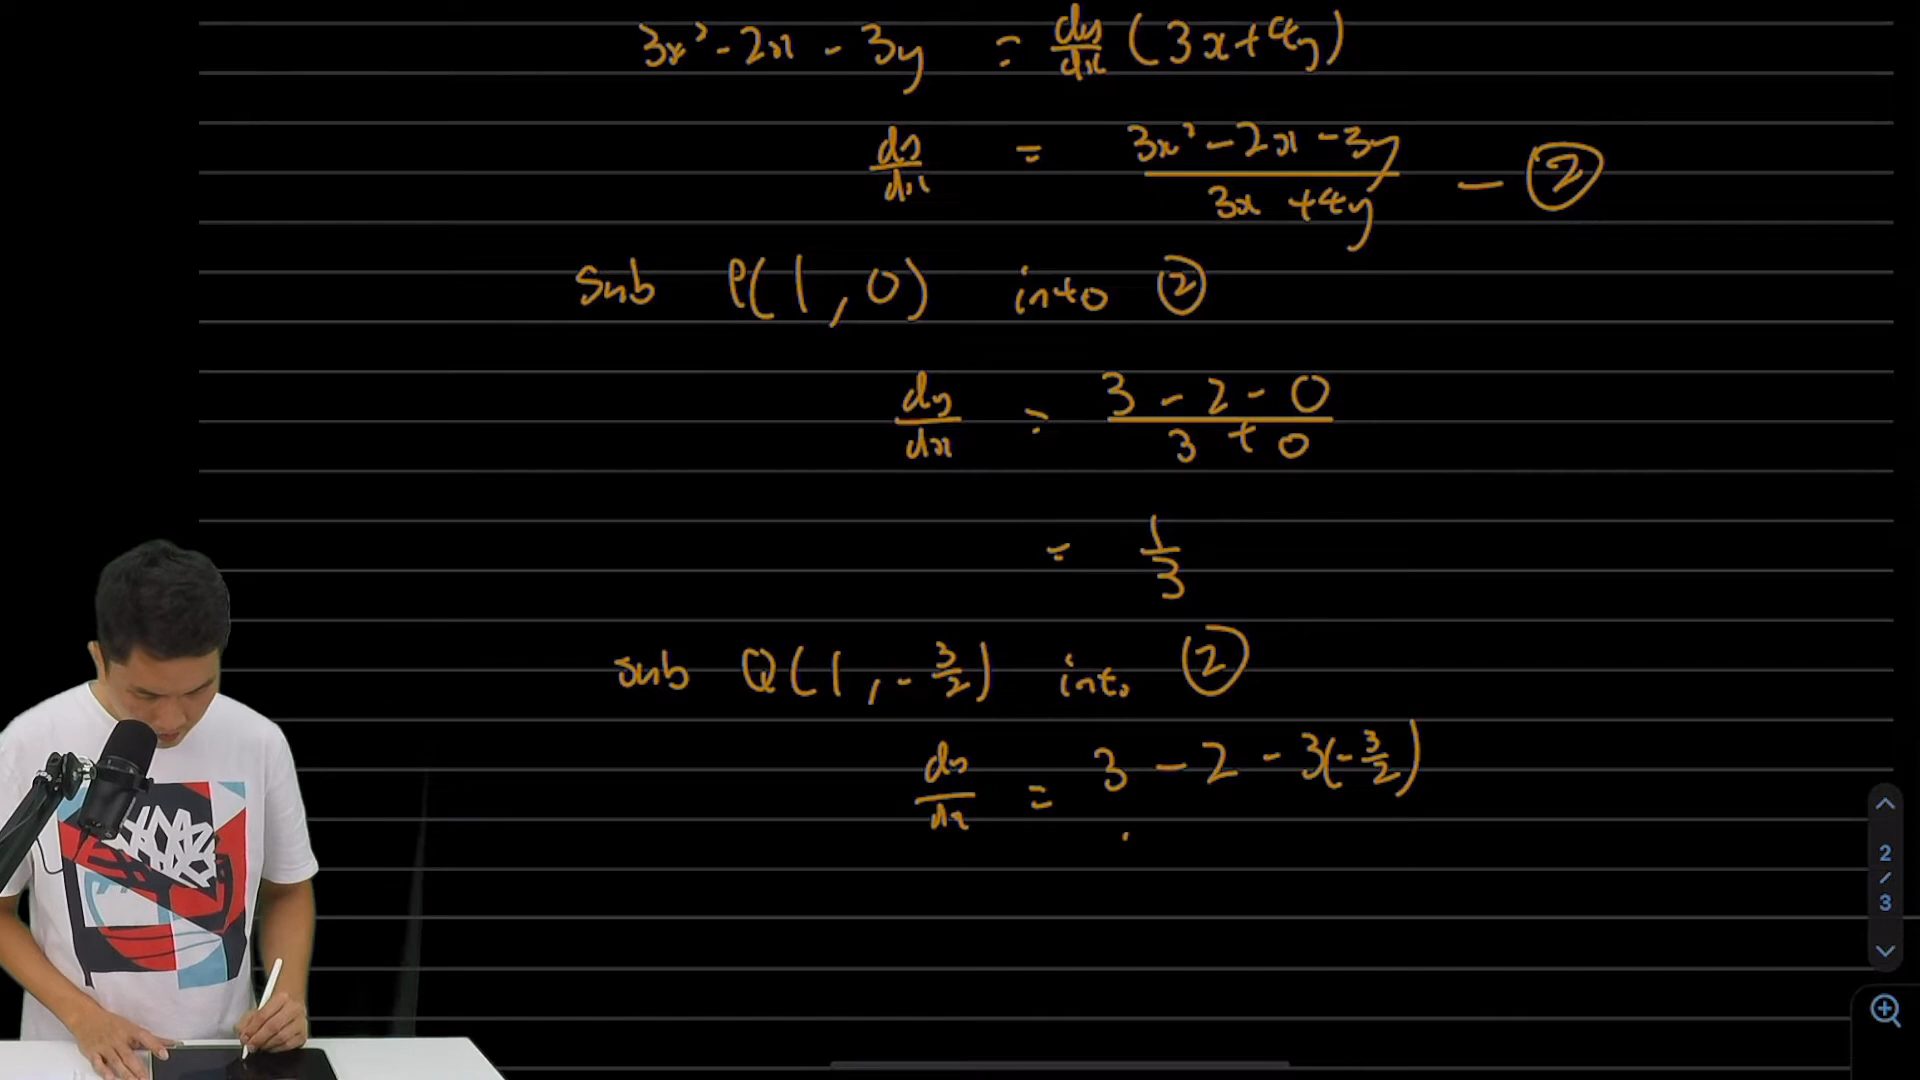 3x² - 2x - 3y = dy/dx (3x + 4y)
dy/dx = (3x² - 2x - 3y)/(3x + 4y) — ②
Sub P(1, 0) into ②
dy/dx = (3 - 2 - 0)/(3 + 0)
= 1/3
sub Q(1, -3/2) into ②
dy/dx = 3 - 2 - 3(-3/2)
2
/
3